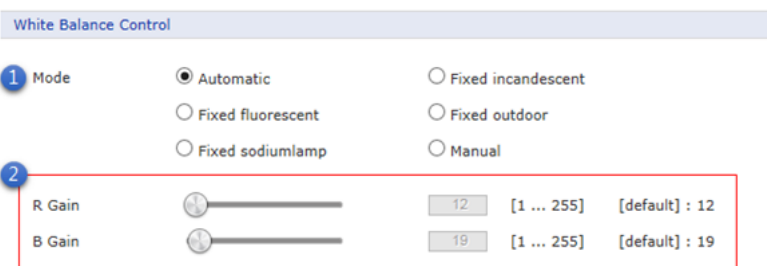 White Balance Control
1 Mode Automatic Fixed incandescent
Fixed fluorescent Fixed outdoor
Fixed sodiumlamp Manual
2
R Gain 12 [1 ... 255] [default] : 12
B Gain 19 [1 ... 255] [default] : 19